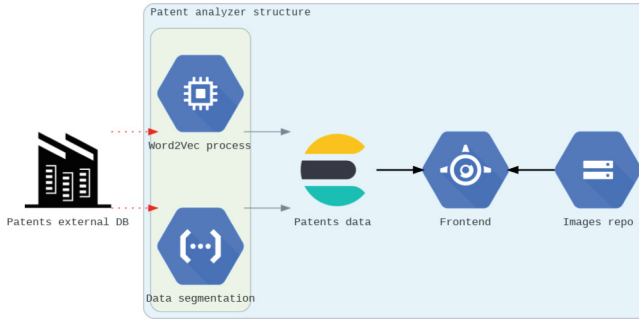 Patent analyzer structure
Word2Vec process
Patents external DB
Patents data
Frontend
Images repo
Data segmentation